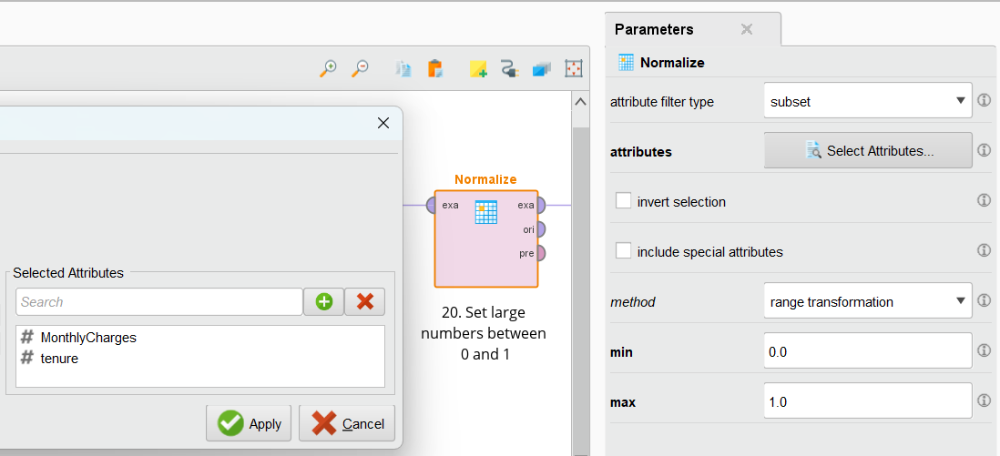 Parameters
Normalize
attribute filter type
subset
attributes
Select Attributes...
invert selection
include special attributes
method
range transformation
min
0.0
max
1.0
Normalize
exa
exa
ori
pre
20. Set large
numbers between
0 and 1
Selected Attributes
Search
# MonthlyCharges
# tenure
Apply
Cancel